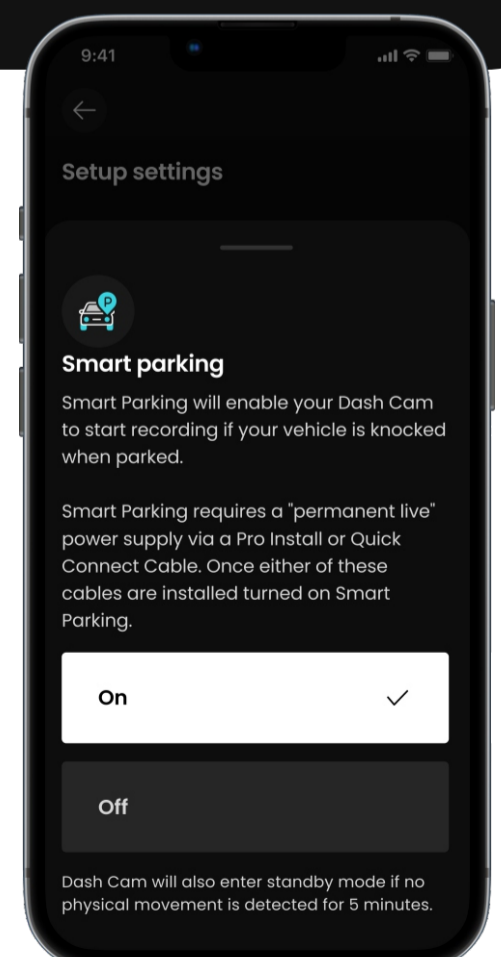 9:41
Setup settings
P
Smart parking
Smart Parking will enable your Dash Cam
to start recording if your vehicle is knocked
when parked.
Smart Parking requires a "permanent live"
power supply via a Pro Install or Quick
Connect Cable. Once either of these
cables are installed turned on Smart
Parking.
On
Off
Dash Cam will also enter standby mode if no
physical movement is detected for 5 minutes.